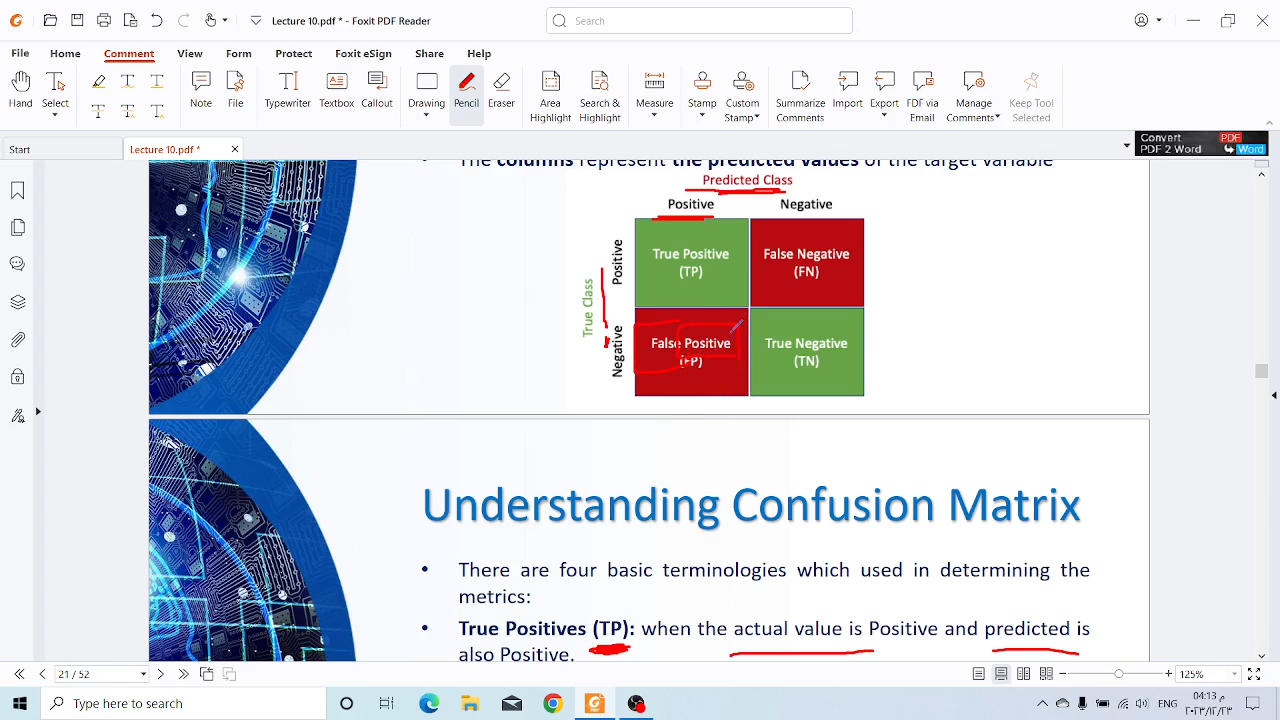 Lecture 10.pdf * - Foxit PDF Reader
Search
File Home Comment View Form Protect Share Accessibility Foxit eSign Help
Hand Select Note File Typewriter Textbox Callout Drawing Pencil Eraser Area Highlight Search & Highlight Measure Stamp Custom Stamp Summarize Comments Import Export FDF via Email Manage Comments Keep Tool Selected
Start Lecture 10.pdf *
Convert PDF
PDF 2 Word Word
• The columns represent the predicted values of the target variable
Predicted Class
Positive Negative
True Class
Positive
True Positive
(TP)
False Negative
(FN)
Negative
False Positive
(FP)
True Negative
(TN)
Understanding Confusion Matrix
• There are four basic terminologies which used in determining the
metrics:
• True Positives (TP): when the actual value is Positive and predicted is
also Positive.
21 / 52
125%
Type here to search
04:13